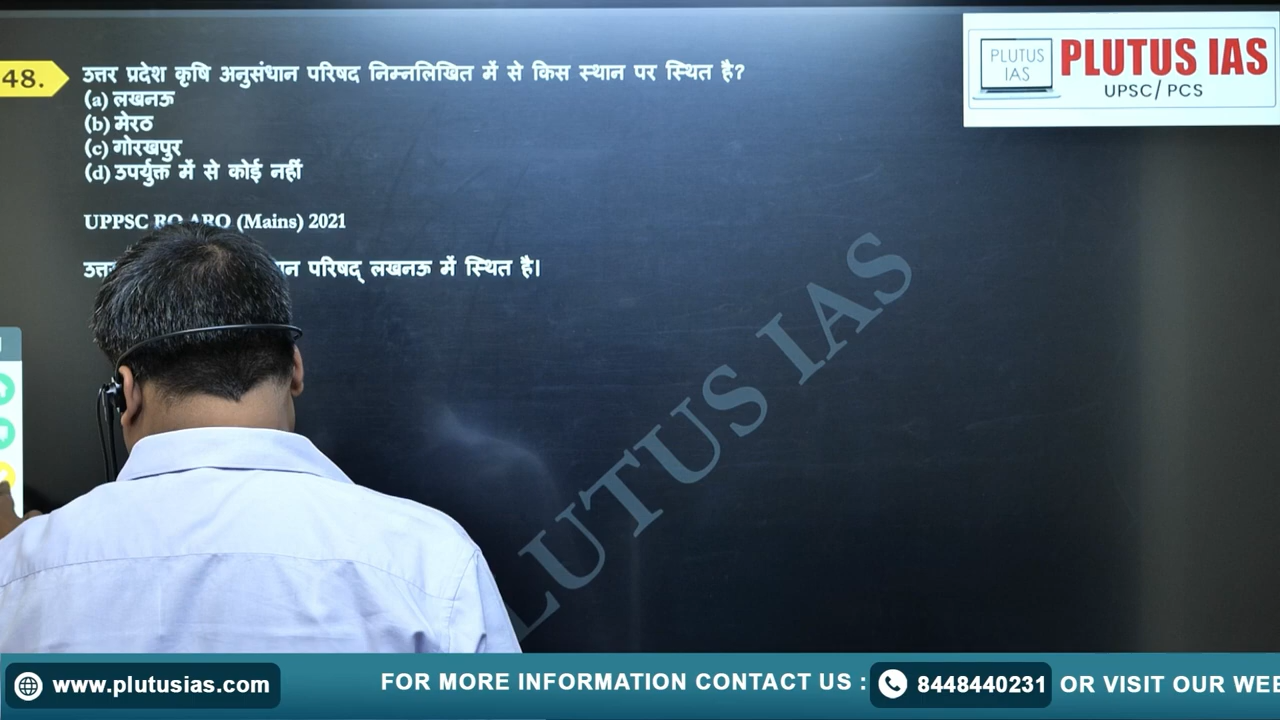 48.
उत्तर प्रदेश कृषि अनुसंधान परिषद निम्नलिखित में से किस स्थान पर स्थित है?
(a) लखनऊ
(b) मेरठ
(c) गोरखपुर
(d) उपर्युक्त में से कोई नहीं
UPPSC RO ARO (Mains) 2021
परिषद् लखनऊ में स्थित है।
PLUTUS IAS
PLUTUS IAS
UPSC/ PCS
PLUTUS IAS
www.plutusias.com
FOR MORE INFORMATION CONTACT US :
8448440231
OR VISIT OUR